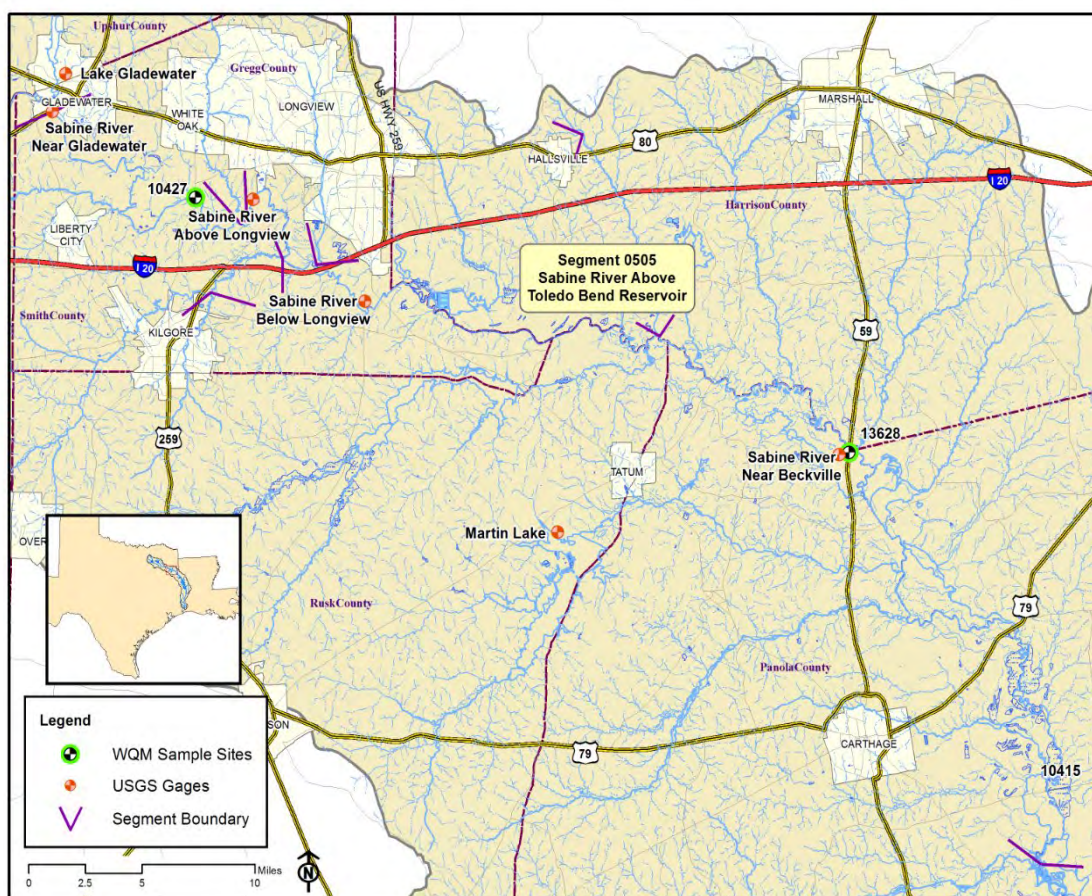 UpshurCounty
Lake Gladewater
GreggCounty
GLADEWATER
WHITE
OAK
LONGVIEW
US HWY 259
MARSHALL
Sabine River
Near Gladewater
HALLSVILLE
80
I 20
10427
Sabine River
Above Longview
HarrisonCounty
LIBERTY
CITY
I 20
Segment 0505
Sabine River Above
Toledo Bend Reservoir
Sabine River
Below Longview
SmithCounty
KILGORE
59
259
13628
Sabine River
Near Beckville
TATUM
Martin Lake
OVER
RuskCounty
79
PanolaCounty
SON
79
CARTHAGE
10415
Legend
WQM Sample Sites
USGS Gages
Segment Boundary
Miles
0 2.5 5 10
N